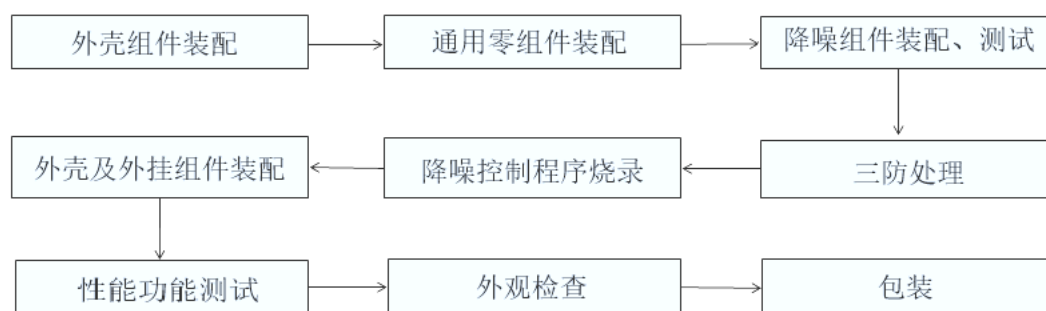 外壳组件装配
通用零组件装配
降噪组件装配、测试
三防处理
降噪控制程序烧录
外壳及外挂组件装配
性能功能测试
外观检查
包装